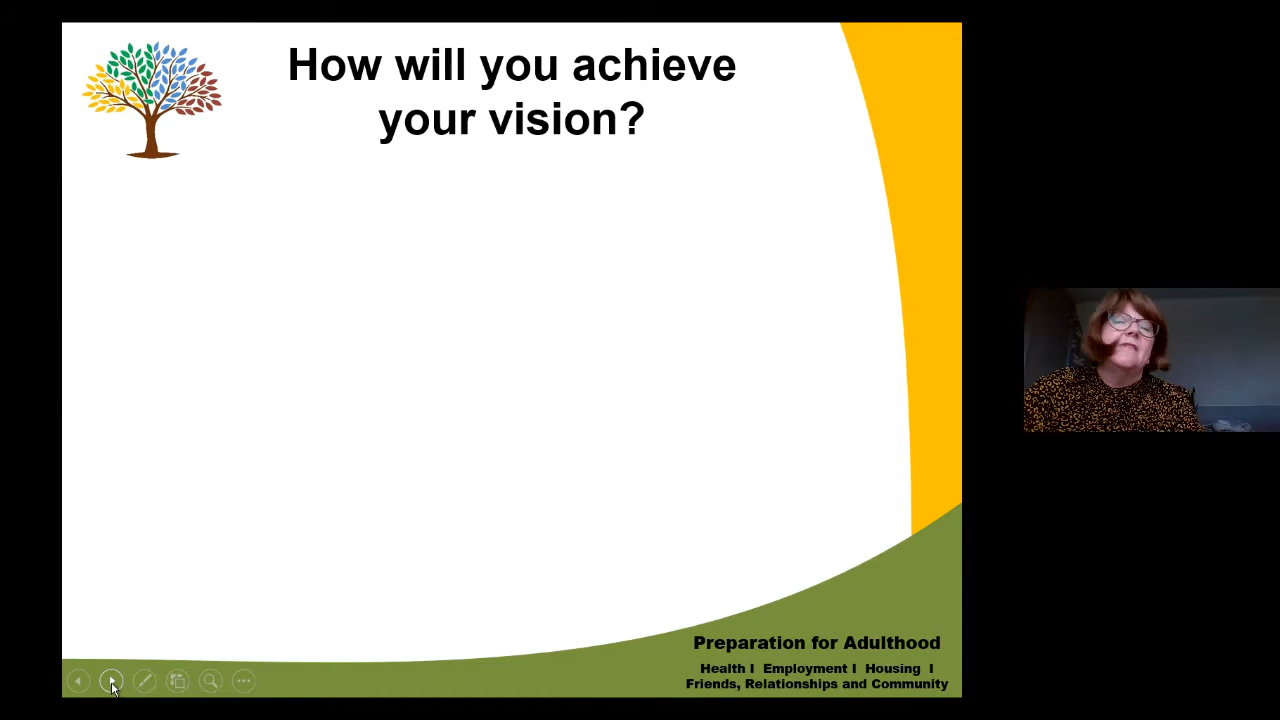 How will you achieve
your vision?
Preparation for Adulthood
Health I Employment I Housing I
Friends, Relationships and Community